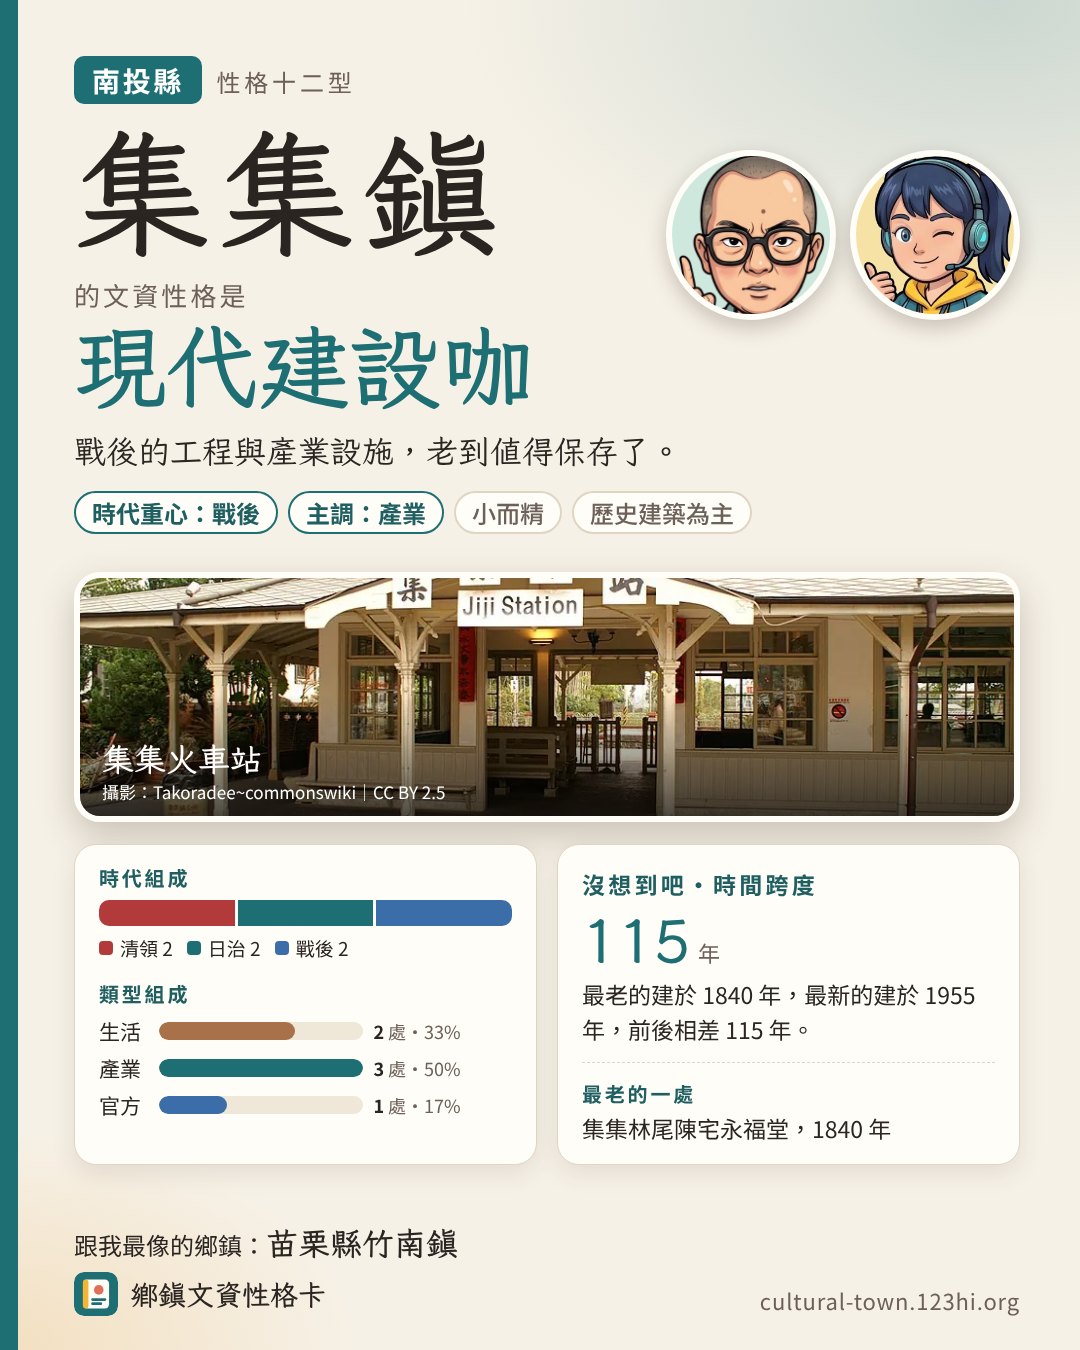 南投縣 性格十二型
集集鎮
的文資性格是
現代建設咖
戰後的工程與產業設施，老到值得保存了。
時代重心：戰後 主調：產業 小而精 歷史建築為主
集 站
Jiji Station
集集火車站
攝影：Takoradee~commonswiki｜CC BY 2.5
時代組成
清領 2 日治 2 戰後 2
類型組成
生活 2 處・33%
產業 3 處・50%
官方 1 處・17%
沒想到吧・時間跨度
115 年
最老的建於 1840 年，最新的建於 1955
年，前後相差 115 年。
最老的一處
集集林尾陳宅永福堂，1840 年
跟我最像的鄉鎮：苗栗縣竹南鎮
鄉鎮文資性格卡
cultural-town.123hi.org